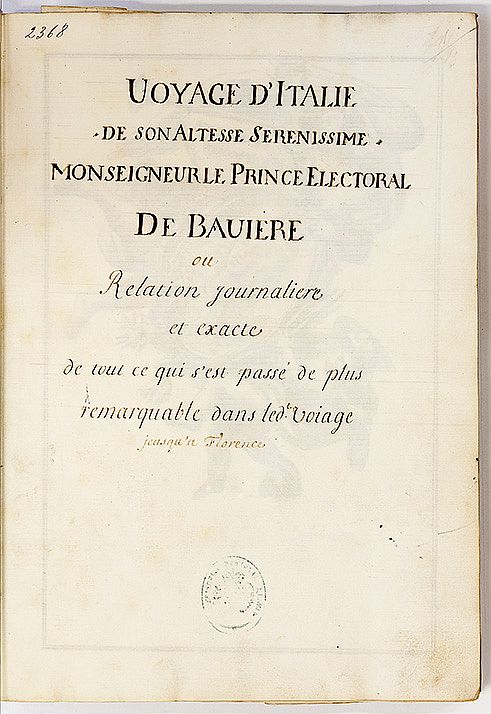 2368
UOYAGE D'ITALIE
DE SON ALTESSE SERENISSIME
MONSEIGNEUR LE PRINCE ELECTORAL
DE BAUIERE
ou
Relation journaliere
et exacte
de tout ce qui s'est passé de plus
remarquable dans led.t Voiage
jeusqu'a Florence